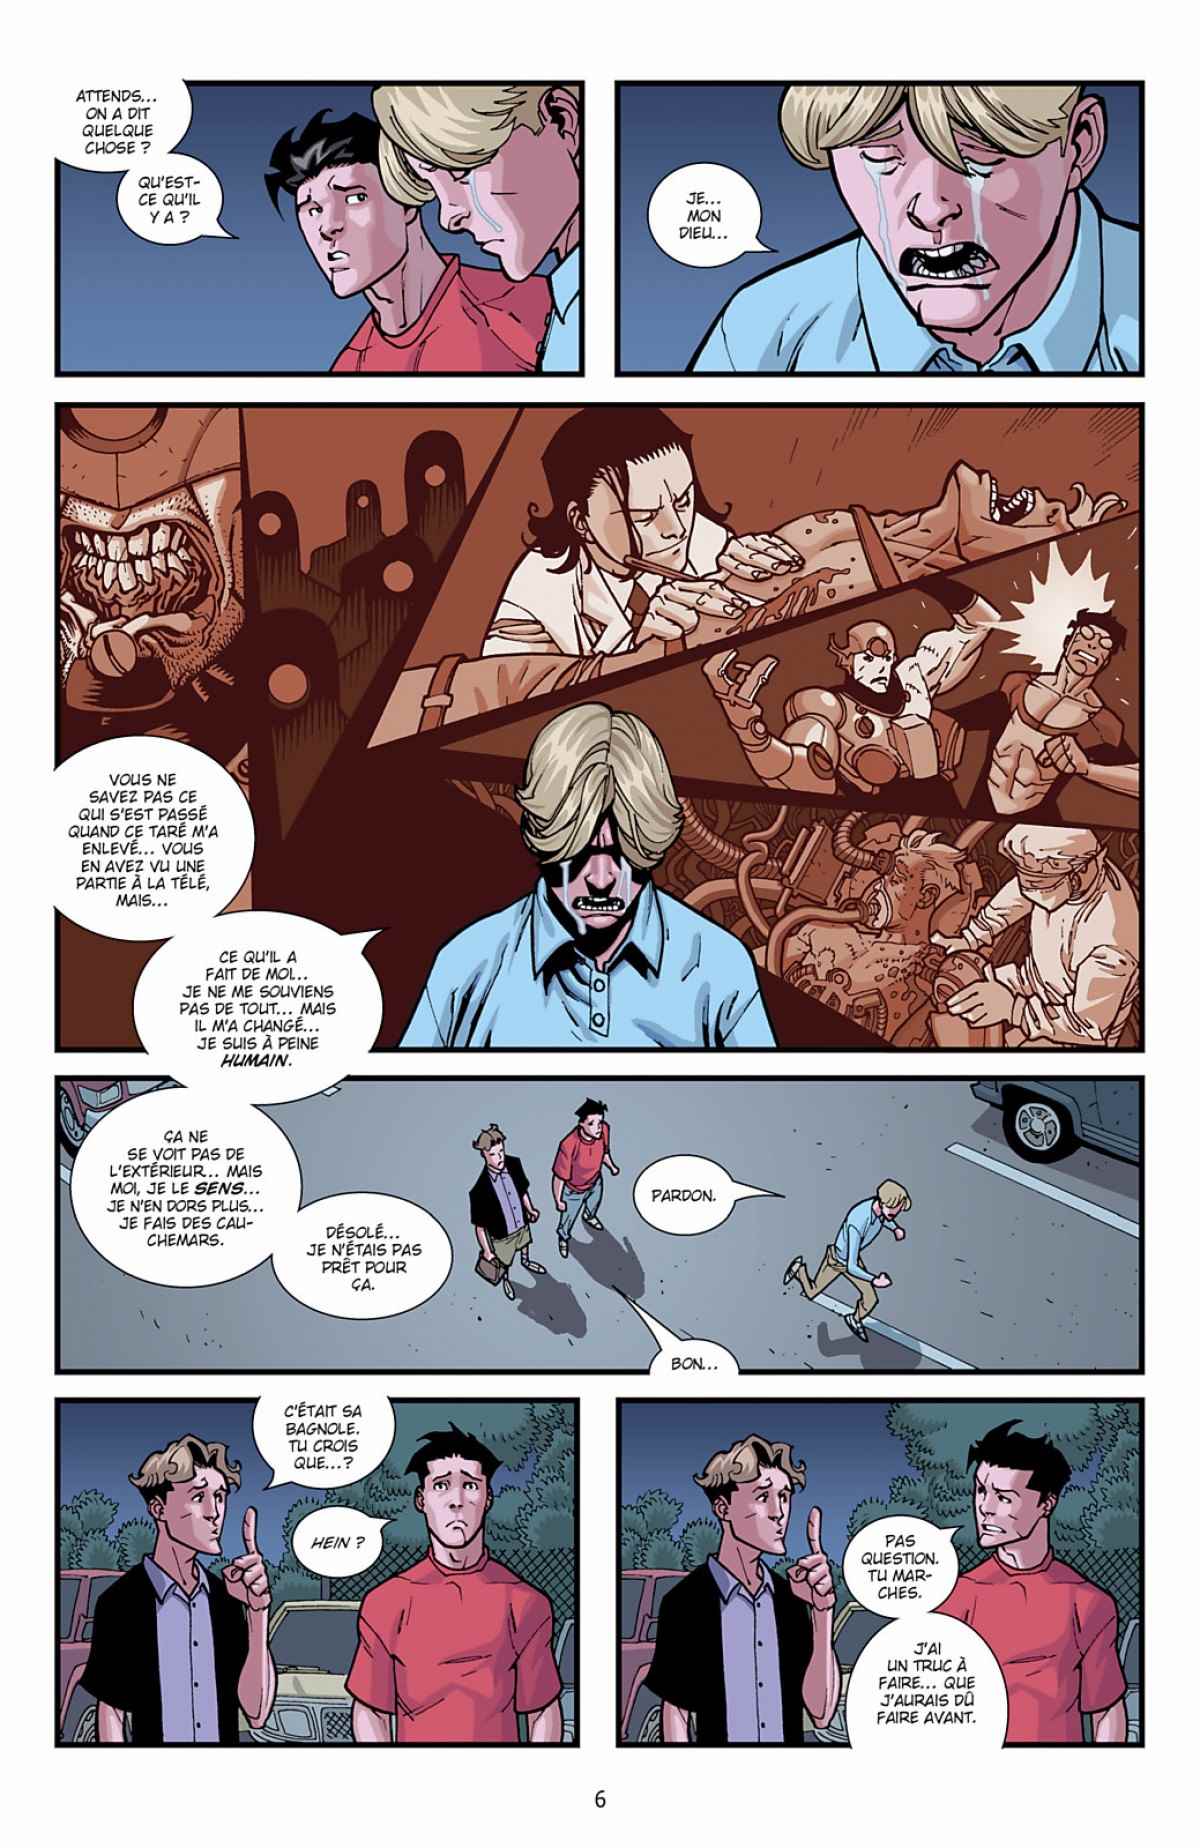 ATTENDS...
ON A DIT
QUELQUE
CHOSE ?
QU'EST-
CE QU'IL
Y A ?
JE...
MON
DIEU...
VOUS NE
SAVEZ PAS CE
QUI S'EST PASSÉ
QUAND CE TARÉ M'A
ENLEVÉ... VOUS
EN AVEZ VU UNE
PARTIE À LA TÉLÉ,
MAIS...
CE QU'IL A
FAIT DE MOI...
JE NE ME SOUVIENS
PAS DE TOUT... MAIS
IL M'A CHANGÉ...
JE SUIS À PEINE
HUMAIN.
ÇA NE
SE VOIT PAS DE
L'EXTÉRIEUR... MAIS
MOI, JE LE SENS...
JE N'EN DORS PLUS...
JE FAIS DES CAU-
CHEMARS.
DÉSOLÉ...
JE N'ÉTAIS PAS
PRÊT POUR
ÇA.
PARDON.
BON...
C'ÉTAIT SA
BAGNOLE.
TU CROIS
QUE...?
HEIN ?
PAS
QUESTION.
TU MAR-
CHES.
J'AI
UN TRUC À
FAIRE... QUE
J'AURAIS DÛ
FAIRE AVANT.
6